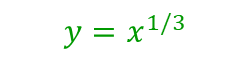 y = x^{1/3}